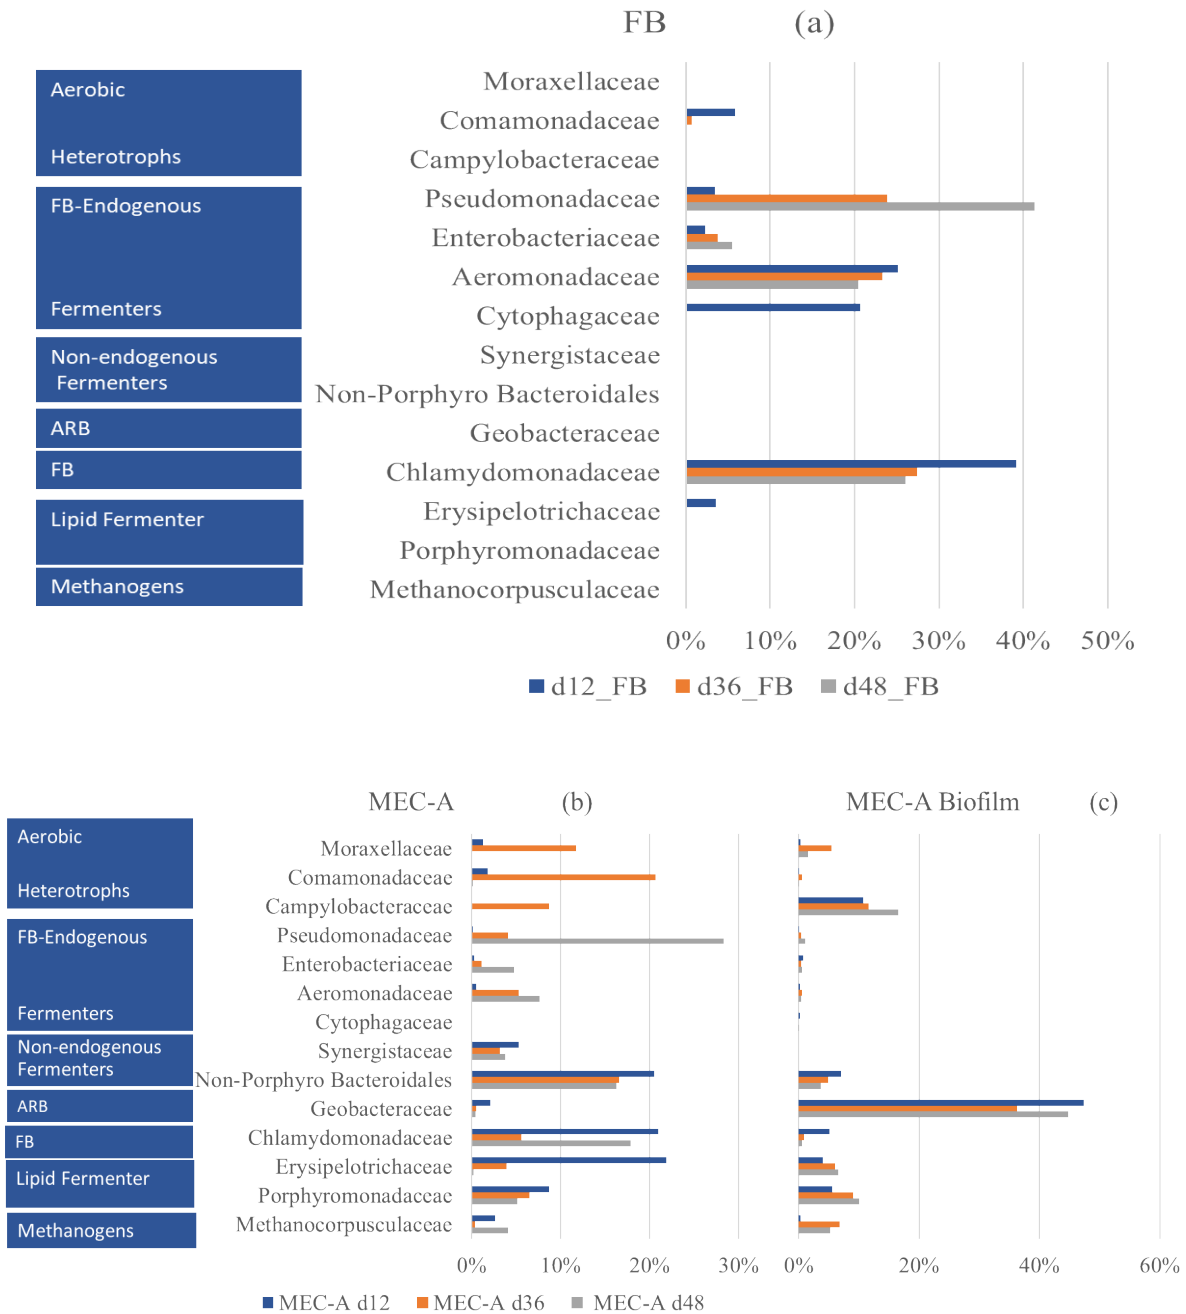 FB (a)
Aerobic
Heterotrophs
FB-Endogenous
Fermenters
Non-endogenous
Fermenters
ARB
FB
Lipid Fermenter
Methanogens
Moraxellaceae
Comamonadaceae
Campylobacteraceae
Pseudomonadaceae
Enterobacteriaceae
Aeromonadaceae
Cytophagaceae
Synergistaceae
Non-Porphyro Bacteroidales
Geobacteraceae
Chlamydomonadaceae
Erysipelotrichaceae
Porphyromonadaceae
Methanocorpusculaceae
0% 10% 20% 30% 40% 50%
d12_FB d36_FB d48_FB
MEC-A (b) MEC-A Biofilm (c)
Aerobic
Heterotrophs
FB-Endogenous
Fermenters
Non-endogenous
Fermenters
ARB
FB
Lipid Fermenter
Methanogens
Moraxellaceae
Comamonadaceae
Campylobacteraceae
Pseudomonadaceae
Enterobacteriaceae
Aeromonadaceae
Cytophagaceae
Synergistaceae
Non-Porphyro Bacteroidales
Geobacteraceae
Chlamydomonadaceae
Erysipelotrichaceae
Porphyromonadaceae
Methanocorpusculaceae
0% 10% 20% 30% 0% 20% 40% 60%
MEC-A d12 MEC-A d36 MEC-A d48